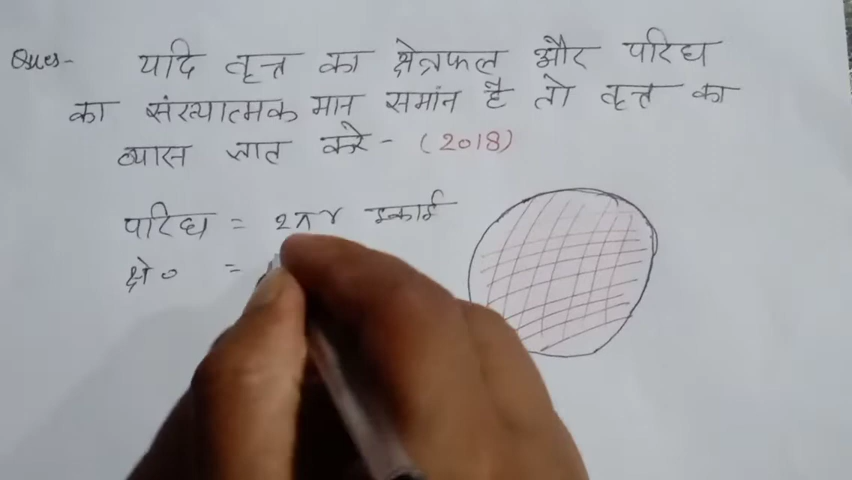 Ques- यदि वृत्त का क्षेत्रफल और परिधि
का संख्यात्मक मान समान है तो वृत्त का
व्यास ज्ञात करे - (2018)
परिधि = 2πr इकाई
क्षे० =